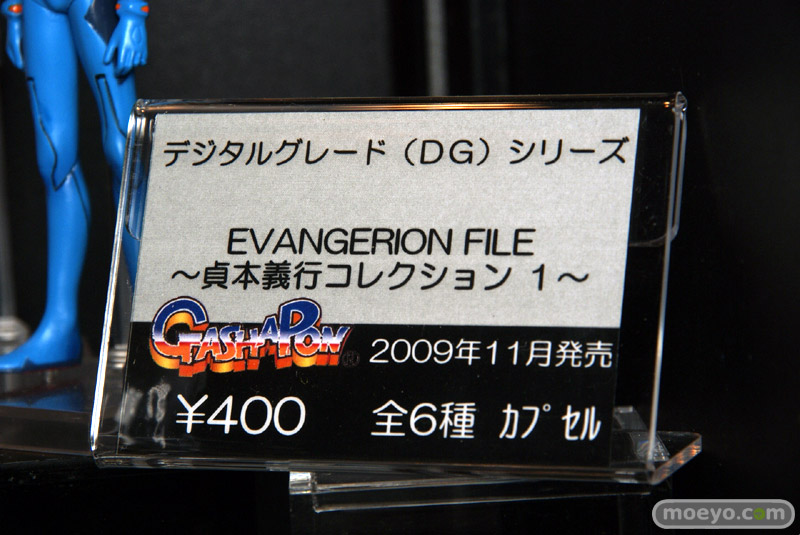 デジタルグレード（DG）シリーズ
EVANGERION FILE
～貞本義行コレクション 1～
GASHAPON® 2009年11月発売
¥400 全6種 ｶﾌﾟｾﾙ
moeyo.com